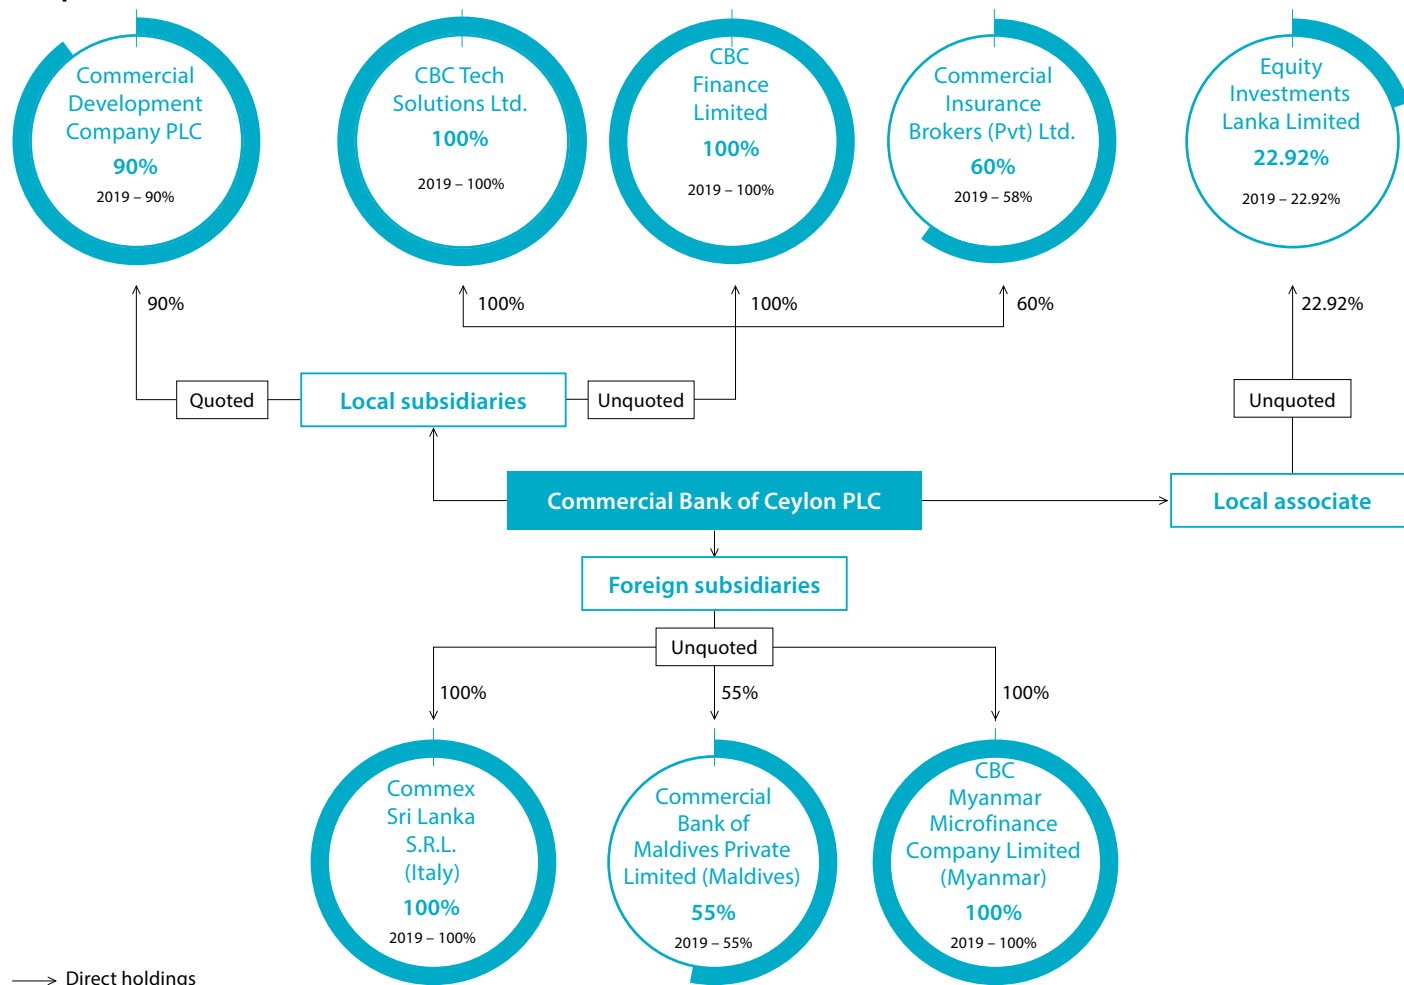 Commercial
Development
Company PLC
90%
2019 – 90%
CBC Tech
Solutions Ltd.
100%
2019 – 100%
CBC
Finance
Limited
100%
2019 – 100%
Commercial
Insurance
Brokers (Pvt) Ltd.
60%
2019 – 58%
Equity
Investments
Lanka Limited
22.92%
2019 – 22.92%
90%
100%
100%
60%
22.92%
Quoted
Local subsidiaries
Unquoted
Unquoted
Commercial Bank of Ceylon PLC
Local associate
Foreign subsidiaries
Unquoted
100%
55%
100%
Commex
Sri Lanka
S.R.L.
(Italy)
100%
2019 – 100%
Commercial
Bank of
Maldives Private
Limited (Maldives)
55%
2019 – 55%
CBC
Myanmar
Microfinance
Company Limited
(Myanmar)
100%
2019 – 100%
Direct holdings